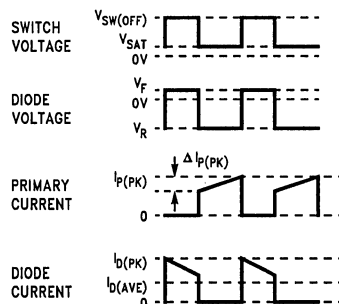 SWITCH
VOLTAGE
VSW(OFF)
VSAT
0V
DIODE
VOLTAGE
VF
0V
VR
PRIMARY
CURRENT
IP(PK)
Δ IP(PK)
0
DIODE
CURRENT
ID(PK)
ID(AVE)
0